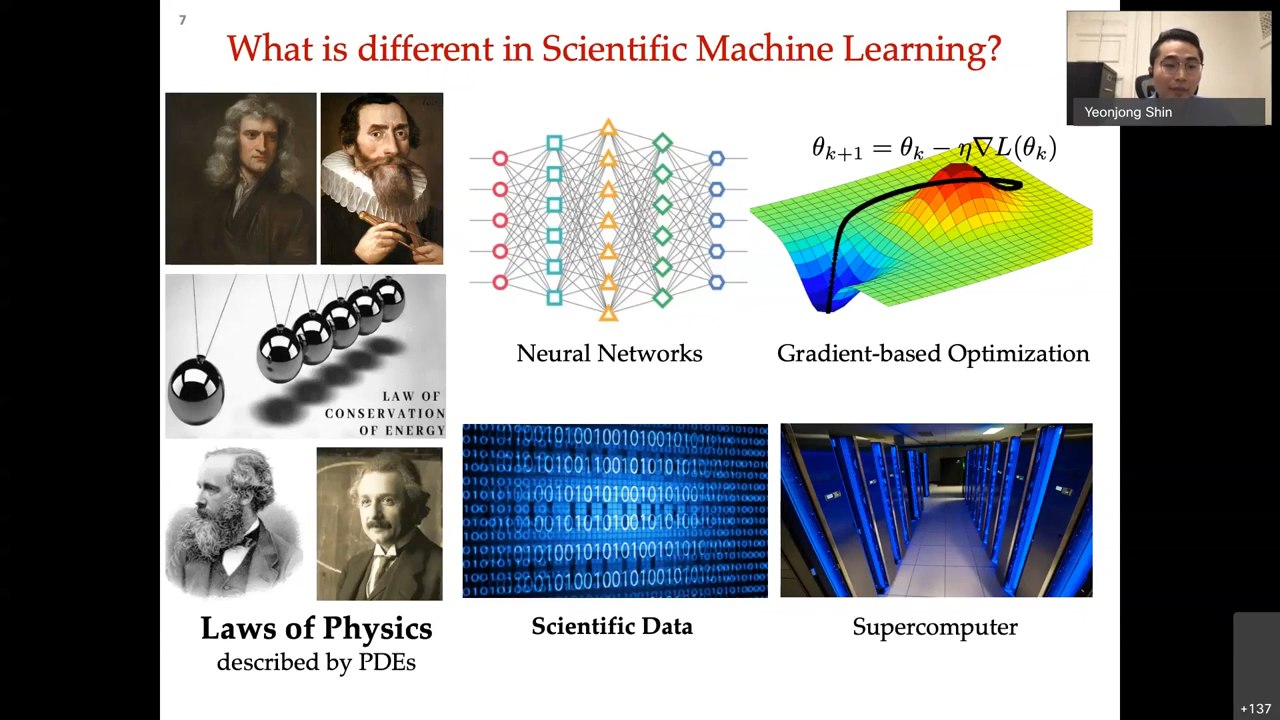 7
What is different in Scientific Machine Learning?
Yeonjong Shin
θ_{k+1} = θ_k − η∇L(θ_k)
Neural Networks
Gradient-based Optimization
LAW OF
CONSERVATION
OF ENERGY
Laws of Physics
described by PDEs
Scientific Data
Supercomputer
+137